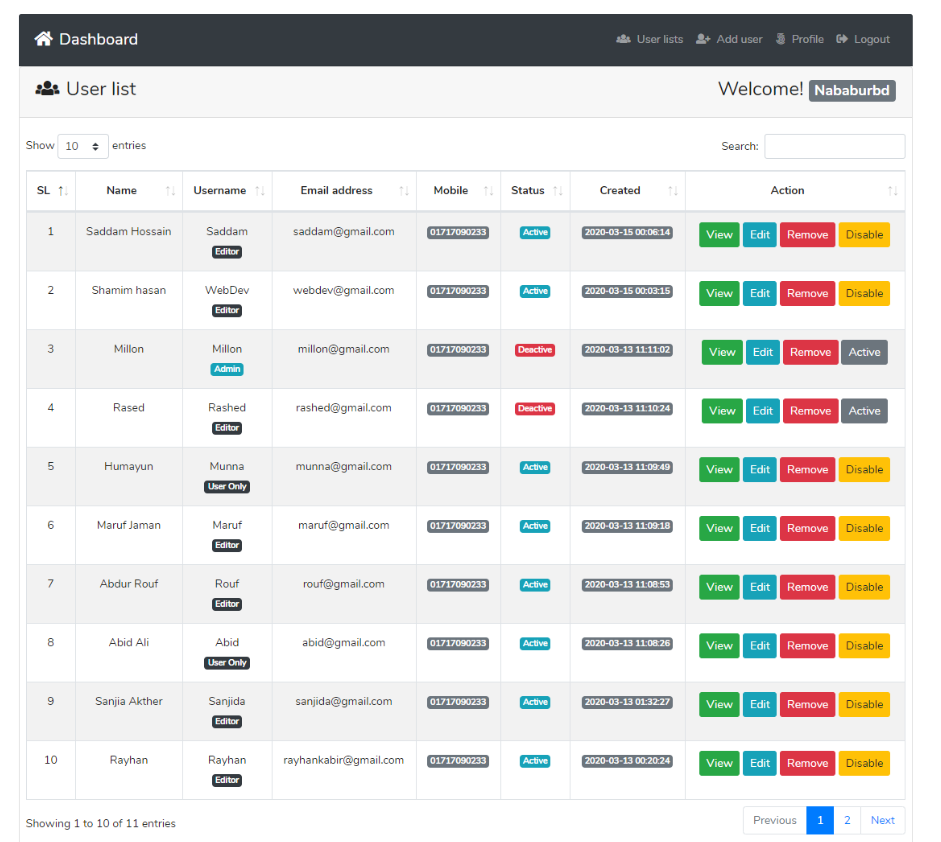 Dashboard User lists Add user Profile Logout
User list Welcome! Nababurbd
Show 10 entries Search:
SL Name Username Email address Mobile Status Created Action
1 Saddam Hossain Saddam saddam@gmail.com 01717090233 Active 2020-03-15 00:06:14 View Edit Remove Disable
Editor
2 Shamim hasan WebDev webdev@gmail.com 01717090233 Active 2020-03-15 00:03:15 View Edit Remove Disable
Editor
3 Millon Millon millon@gmail.com 01717090233 Deactive 2020-03-13 11:11:02 View Edit Remove Active
Admin
4 Rased Rashed rashed@gmail.com 01717090233 Deactive 2020-03-13 11:10:24 View Edit Remove Active
Editor
5 Humayun Munna munna@gmail.com 01717090233 Active 2020-03-13 11:09:49 View Edit Remove Disable
User Only
6 Maruf Jaman Maruf maruf@gmail.com 01717090233 Active 2020-03-13 11:09:18 View Edit Remove Disable
Editor
7 Abdur Rouf Rouf rouf@gmail.com 01717090233 Active 2020-03-13 11:08:53 View Edit Remove Disable
Editor
8 Abid Ali Abid abid@gmail.com 01717090233 Active 2020-03-13 11:08:26 View Edit Remove Disable
User Only
9 Sanjia Akther Sanjida sanjida@gmail.com 01717090233 Active 2020-03-13 01:32:27 View Edit Remove Disable
Editor
10 Rayhan Rayhan rayhankabir@gmail.com 01717090233 Active 2020-03-13 00:20:24 View Edit Remove Disable
Editor
Showing 1 to 10 of 11 entries Previous 1 2 Next